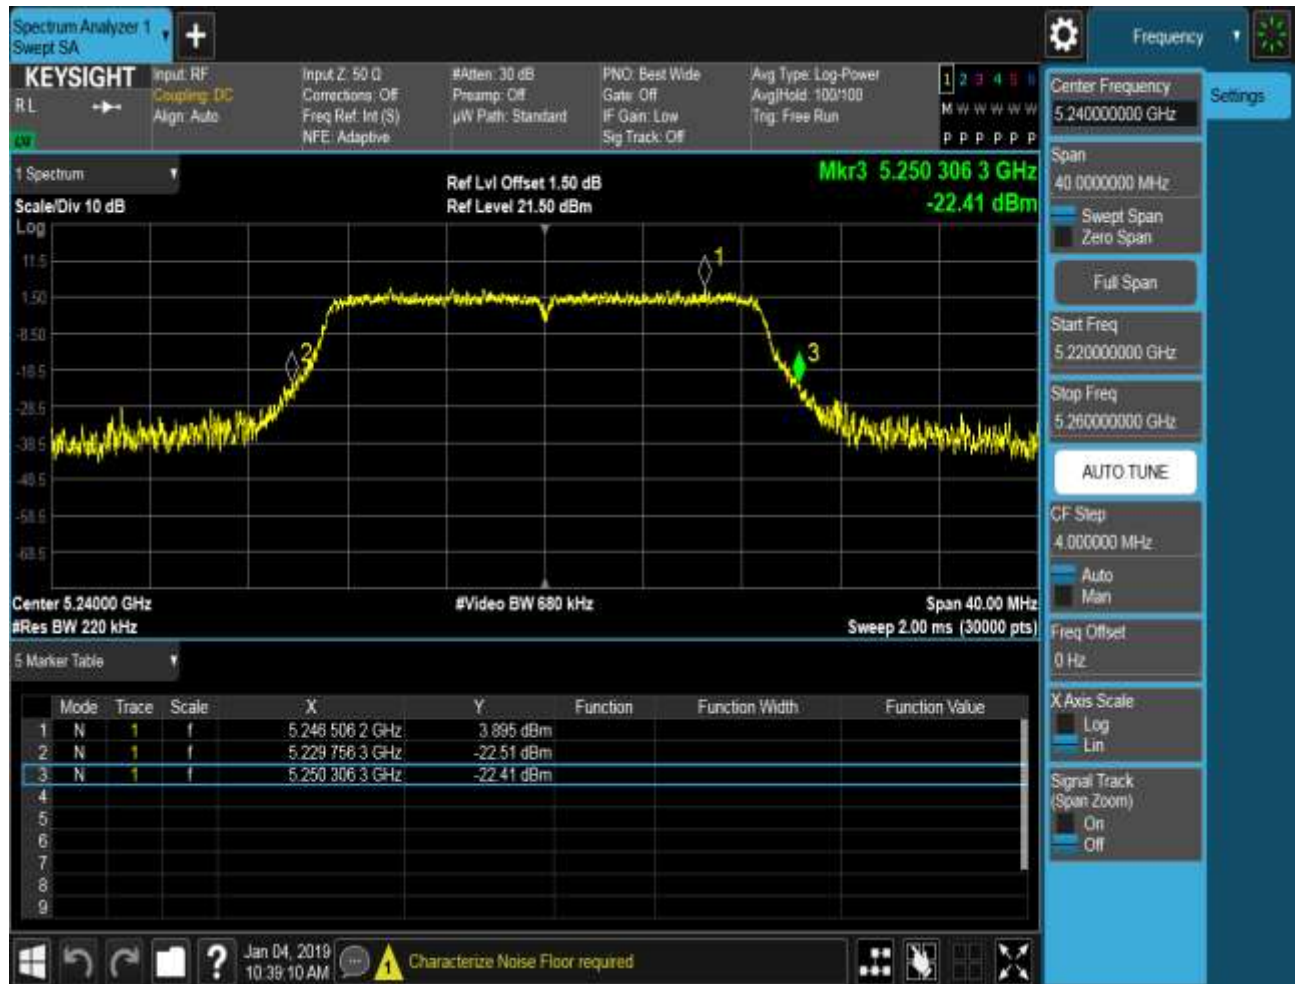 Spectrum Analyzer 1
Swept SA
Frequency
KEYSIGHT
RL
Input: RF
Coupling: DC
Align: Auto
Input Z: 50 Ω
Corrections: Off
Freq Ref: Int (S)
NFE: Adaptive
#Atten: 30 dB
Preamp: Off
µW Path: Standard
PNO: Best Wide
Gate: Off
IF Gain: Low
Sig Track: Off
Avg Type: Log-Power
Avg|Hold: 100/100
Trig: Free Run
1 2 3 4 5 6
M W W W W W
P P P P P P
1 Spectrum
Scale/Div 10 dB
Ref Lvl Offset 1.50 dB
Ref Level 21.50 dBm
Mkr3 5.250 306 3 GHz
-22.41 dBm
Log
11.5
1.50
-8.50
-18.5
-28.5
-38.5
-48.5
-58.5
-68.5
1
2
3
Center 5.24000 GHz
#Res BW 220 kHz
#Video BW 680 kHz
Span 40.00 MHz
Sweep 2.00 ms (30000 pts)
5 Marker Table
Mode Trace Scale X Y Function Function Width Function Value
1 N 1 f 5.246 506 2 GHz 3.895 dBm
2 N 1 f 5.229 756 3 GHz -22.51 dBm
3 N 1 f 5.250 306 3 GHz -22.41 dBm
4
5
6
7
8
9
Jan 04, 2019
10:39:10 AM
Characterize Noise Floor required
Center Frequency
5.240000000 GHz
Settings
Span
40.0000000 MHz
Swept Span
Zero Span
Full Span
Start Freq
5.220000000 GHz
Stop Freq
5.260000000 GHz
AUTO TUNE
CF Step
4.000000 MHz
Auto
Man
Freq Offset
0 Hz
X Axis Scale
Log
Lin
Signal Track
(Span Zoom)
On
Off